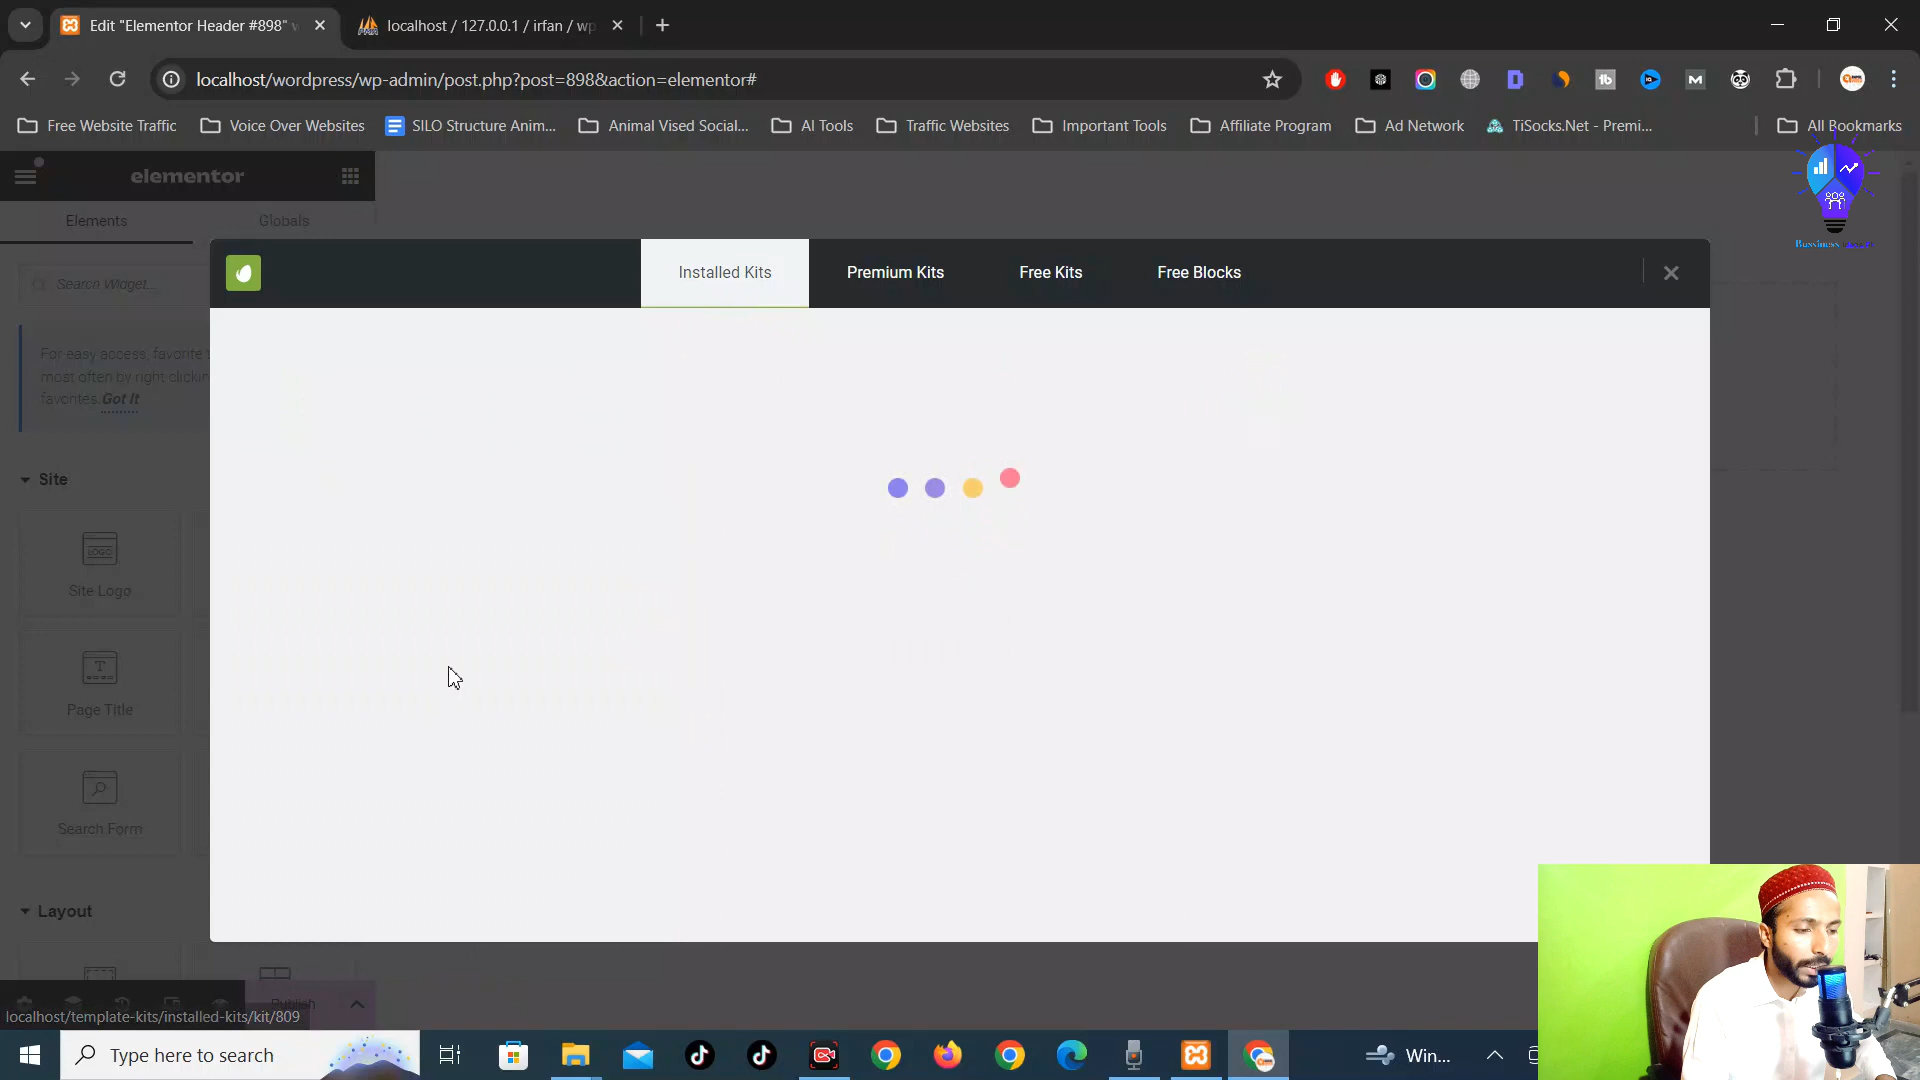 Edit "Elementor Header #898"
localhost / 127.0.0.1 / irfan / wp
localhost/wordpress/wp-admin/post.php?post=898&action=elementor#
Free Website Traffic
Voice Over Websites
SILO Structure Anim...
Animal Vised Social...
AI Tools
Traffic Websites
Important Tools
Affiliate Program
Ad Network
TiSocks.Net - Premi...
All Bookmarks
elementor
Elements
Globals
Search Widget...
For easy access, favorite
most often by right clicking
favorites. Got It
Installed Kits
Premium Kits
Free Kits
Free Blocks
Site
LOGO
Site Logo
Page Title
Search Form
Layout
Publish
localhost/template-kits/installed-kits/kit/809
Type here to search
Win...
Bussiness